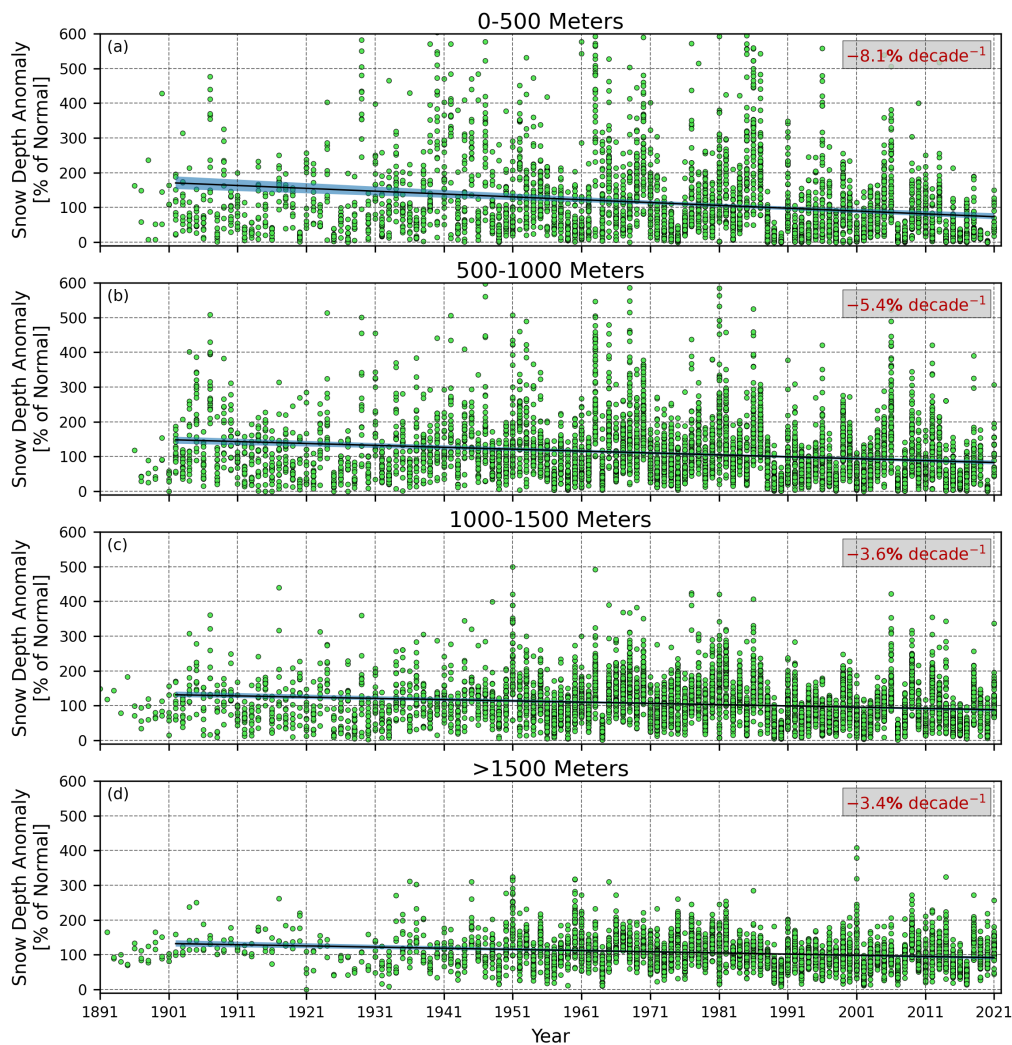 0-500 Meters
(a)
−8.1% decade⁻¹
Snow Depth Anomaly
[% of Normal]
600
500
400
300
200
100
0
500-1000 Meters
(b)
−5.4% decade⁻¹
Snow Depth Anomaly
[% of Normal]
600
500
400
300
200
100
0
1000-1500 Meters
(c)
−3.6% decade⁻¹
Snow Depth Anomaly
[% of Normal]
600
500
400
300
200
100
0
>1500 Meters
(d)
−3.4% decade⁻¹
Snow Depth Anomaly
[% of Normal]
600
500
400
300
200
100
0
1891 1901 1911 1921 1931 1941 1951 1961 1971 1981 1991 2001 2011 2021
Year